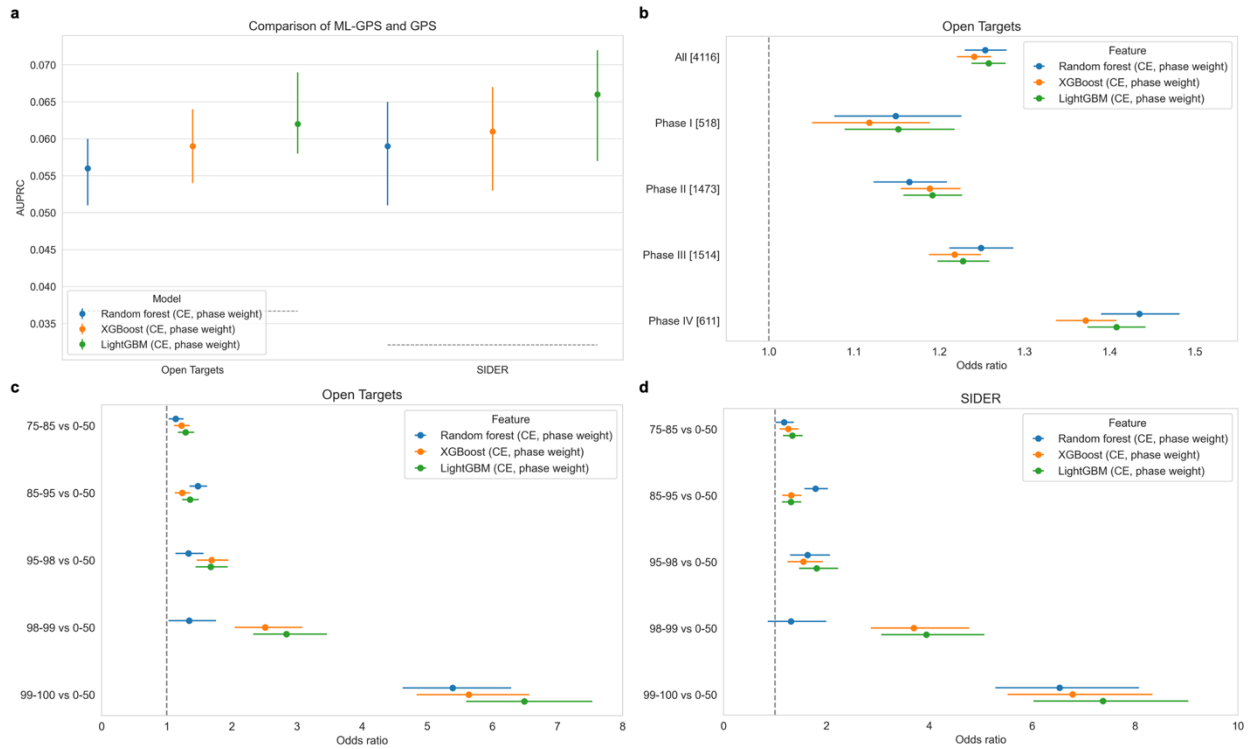 a
Comparison of ML-GPS and GPS
AUPRC
0.070
0.065
0.060
0.055
0.050
0.045
0.040
0.035
Model
Random forest (CE, phase weight)
XGBoost (CE, phase weight)
LightGBM (CE, phase weight)
Open Targets
SIDER
b
Open Targets
All [4116]
Phase I [518]
Phase II [1473]
Phase III [1514]
Phase IV [611]
Feature
Random forest (CE, phase weight)
XGBoost (CE, phase weight)
LightGBM (CE, phase weight)
1.0 1.1 1.2 1.3 1.4 1.5
Odds ratio
c
Open Targets
75-85 vs 0-50
85-95 vs 0-50
95-98 vs 0-50
98-99 vs 0-50
99-100 vs 0-50
Feature
Random forest (CE, phase weight)
XGBoost (CE, phase weight)
LightGBM (CE, phase weight)
0 1 2 3 4 5 6 7 8
Odds ratio
d
SIDER
75-85 vs 0-50
85-95 vs 0-50
95-98 vs 0-50
98-99 vs 0-50
99-100 vs 0-50
Feature
Random forest (CE, phase weight)
XGBoost (CE, phase weight)
LightGBM (CE, phase weight)
0 2 4 6 8 10
Odds ratio